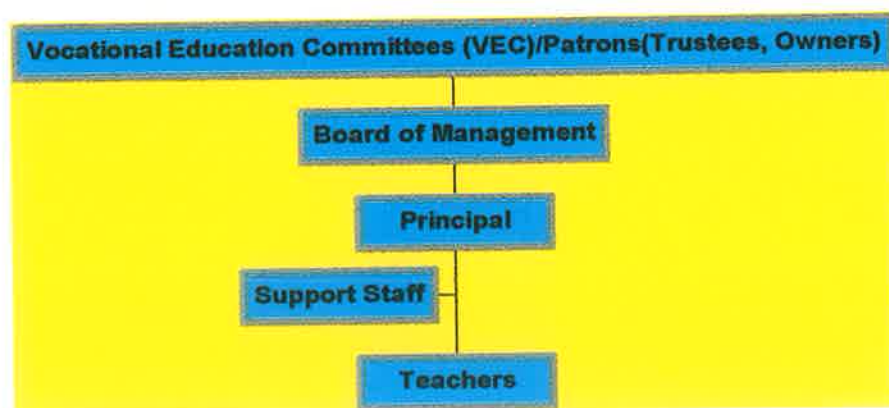 Vocational Education Committees (VEC)/Patrons(Trustees, Owners)
Board of Management
Principal
Support Staff
Teachers